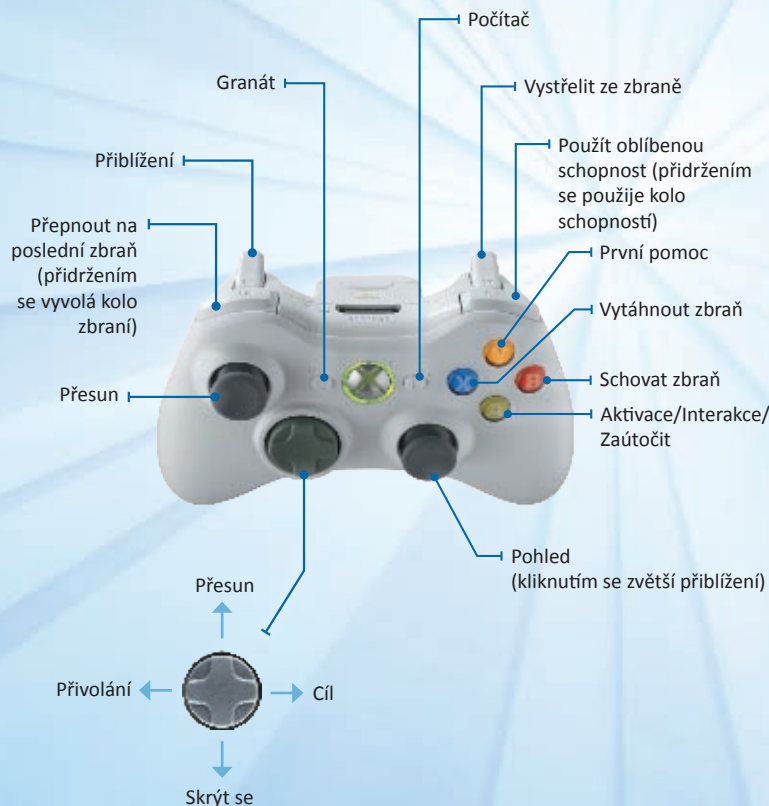 Počítač
Granát
Vystřelit ze zbraně
Přiblížení
Použít oblíbenou
schopnost (přidržením
se použije kolo
schopností)
Přepnout na
poslední zbraň
(přidržením
se vyvolá kolo
zbraní)
První pomoc
Vytáhnout zbraň
Přesun
Schovat zbraň
Aktivace/Interakce/
Zaútočit
Pohled
(kliknutím se zvětší přiblížení)
Přesun
Přivolání
Cíl
Skrýt se
Y
X
B